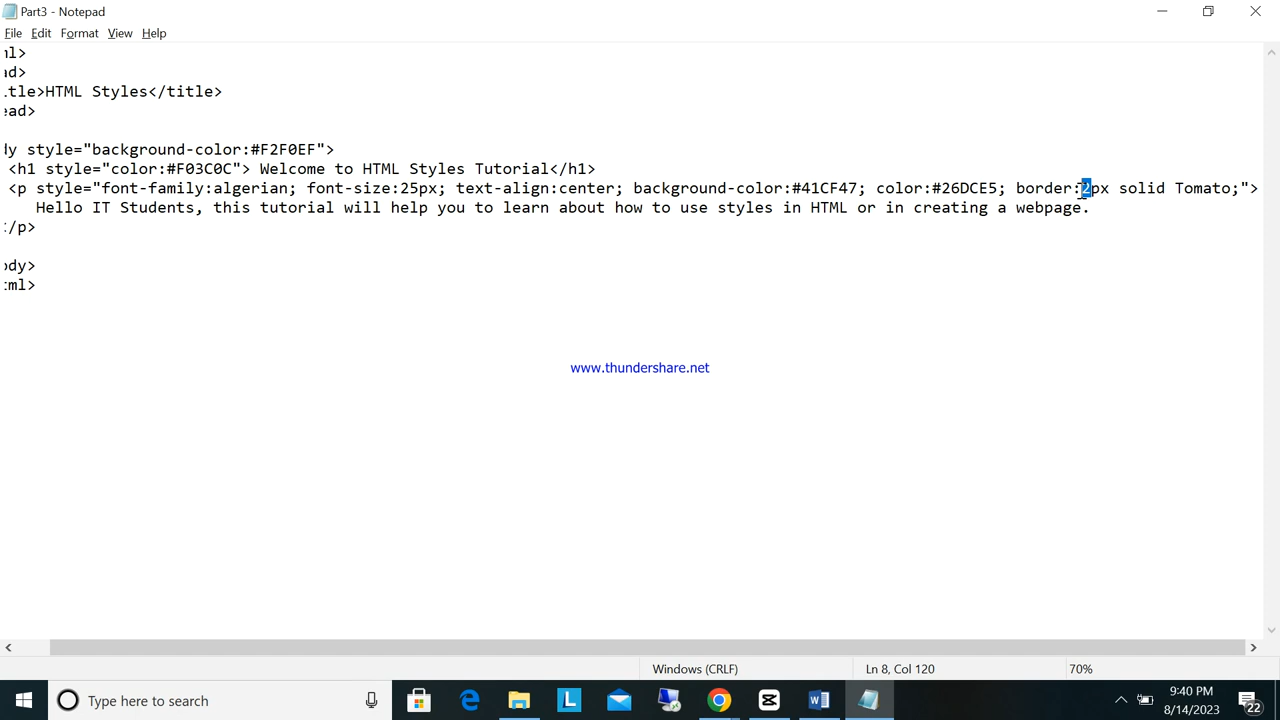 Part3 - Notepad
File Edit Format View Help
ml>
ad>
itle>HTML Styles</title>
ead>
dy style="background-color:#F2F0EF">
<h1 style="color:#F03C0C"> Welcome to HTML Styles Tutorial</h1>
<p style="font-family:algerian; font-size:25px; text-align:center; background-color:#41CF47; color:#26DCE5; border:2px solid Tomato;">
Hello IT Students, this tutorial will help you to learn about how to use styles in HTML or in creating a webpage.
</p>
ody>
tml>
www.thundershare.net
Windows (CRLF) Ln 8, Col 120 70%
Type here to search
9:40 PM
8/14/2023
22